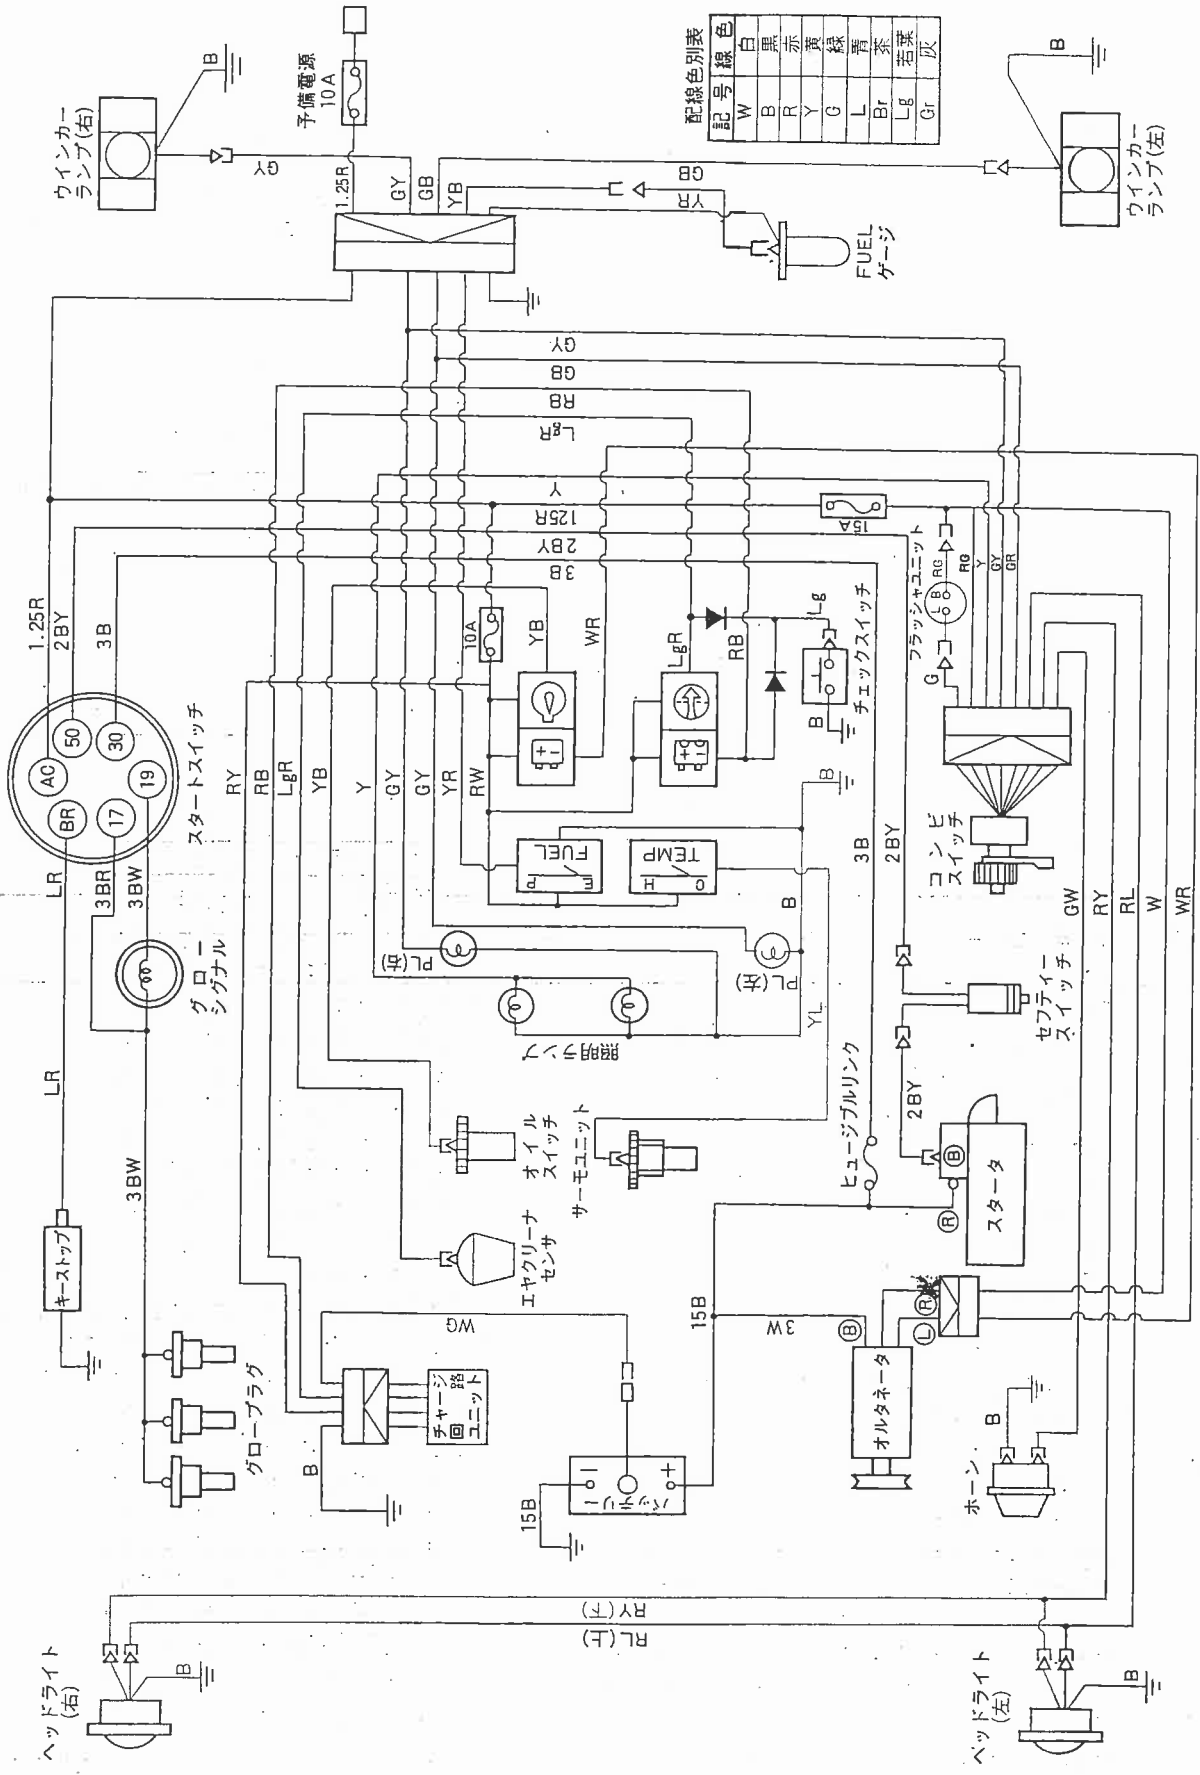 配線色別表
記号 線色
W 白
B 黒
R 赤
Y 黄
G 緑
L 青
Br 茶
Lg 若葉
Gr 灰
ウインカー
ランプ(右)
B
GY
予備電源
10A
1.25R
GY
GB
YB
GB
YR
B
ウインカー
ランプ(左)
FUEL
ゲージ
GY
GB
RB
LgR
Y
125R
2BY
3B
15A
1.25R
2BY
3B
AC
50
30
19
17
BR
スタートスイッチ
LR
3BR
3BW
グロー
シグナル
RY
RB
LgR
YB
Y
GY
GY
YR
RW
10A
YB
WR
LgR
RB
Lg
B
チェックスイッチ
フラッシャユニット
RG
L B
G
RG
Y
GY
GR
コンビ
スイッチ
FUEL
E F
TEMP
C H
B
B
3B
2BY
PL(右)
PL(左)
YL
照明ランプ
GW
RY
RL
W
WR
セフティー
スイッチ
LR
3BW
キーストップ
グロープラグ
オイル
スイッチ
サーモユニット
エヤクリーナ
センサ
ヒュージブルリンク
2BY
B
R
スタータ
WG
チャージ
回路
ユニット
B
15B
バッテリー
− +
15B
3W
B
R
L
オルタネータ
B
ホーン
RY(下)
RL(上)
ヘッドライト
(右)
B
ヘッドライト
(左)
B